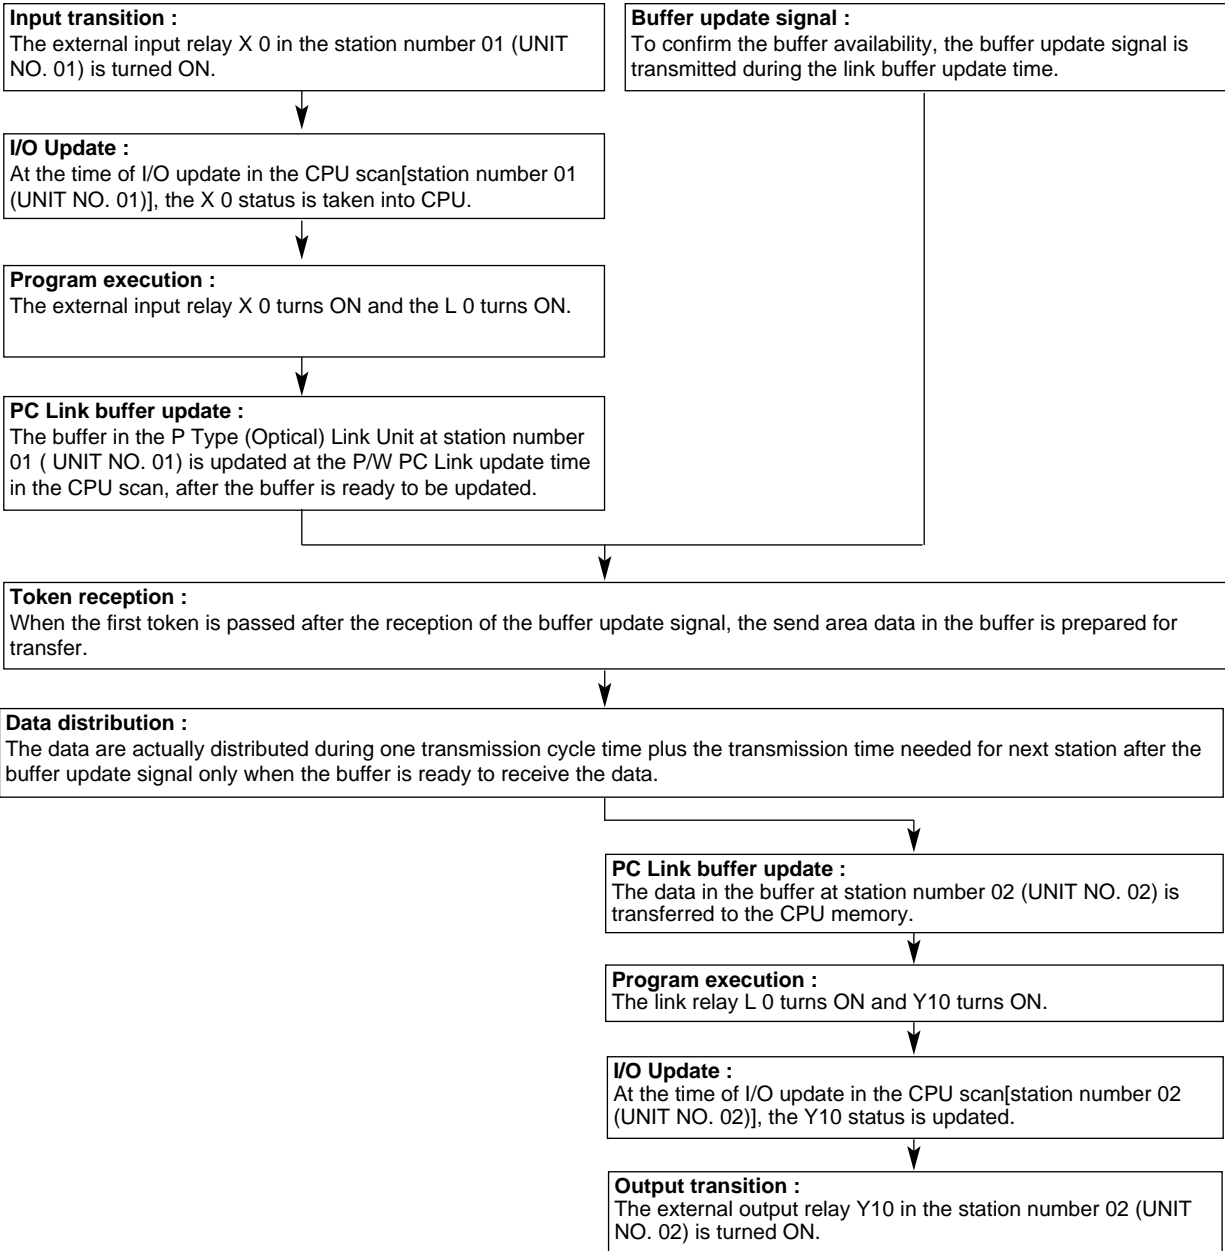 Input transition :
The external input relay X 0 in the station number 01 (UNIT
NO. 01) is turned ON.
Buffer update signal :
To confirm the buffer availability, the buffer update signal is
transmitted during the link buffer update time.
I/O Update :
At the time of I/O update in the CPU scan[station number 01
(UNIT NO. 01)], the X 0 status is taken into CPU.
Program execution :
The external input relay X 0 turns ON and the L 0 turns ON.
PC Link buffer update :
The buffer in the P Type (Optical) Link Unit at station number
01 ( UNIT NO. 01) is updated at the P/W PC Link update time
in the CPU scan, after the buffer is ready to be updated.
Token reception :
When the first token is passed after the reception of the buffer update signal, the send area data in the buffer is prepared for
transfer.
Data distribution :
The data are actually distributed during one transmission cycle time plus the transmission time needed for next station after the
buffer update signal only when the buffer is ready to receive the data.
PC Link buffer update :
The data in the buffer at station number 02 (UNIT NO. 02) is
transferred to the CPU memory.
Program execution :
The link relay L 0 turns ON and Y10 turns ON.
I/O Update :
At the time of I/O update in the CPU scan[station number 02
(UNIT NO. 02)], the Y10 status is updated.
Output transition :
The external output relay Y10 in the station number 02 (UNIT
NO. 02) is turned ON.